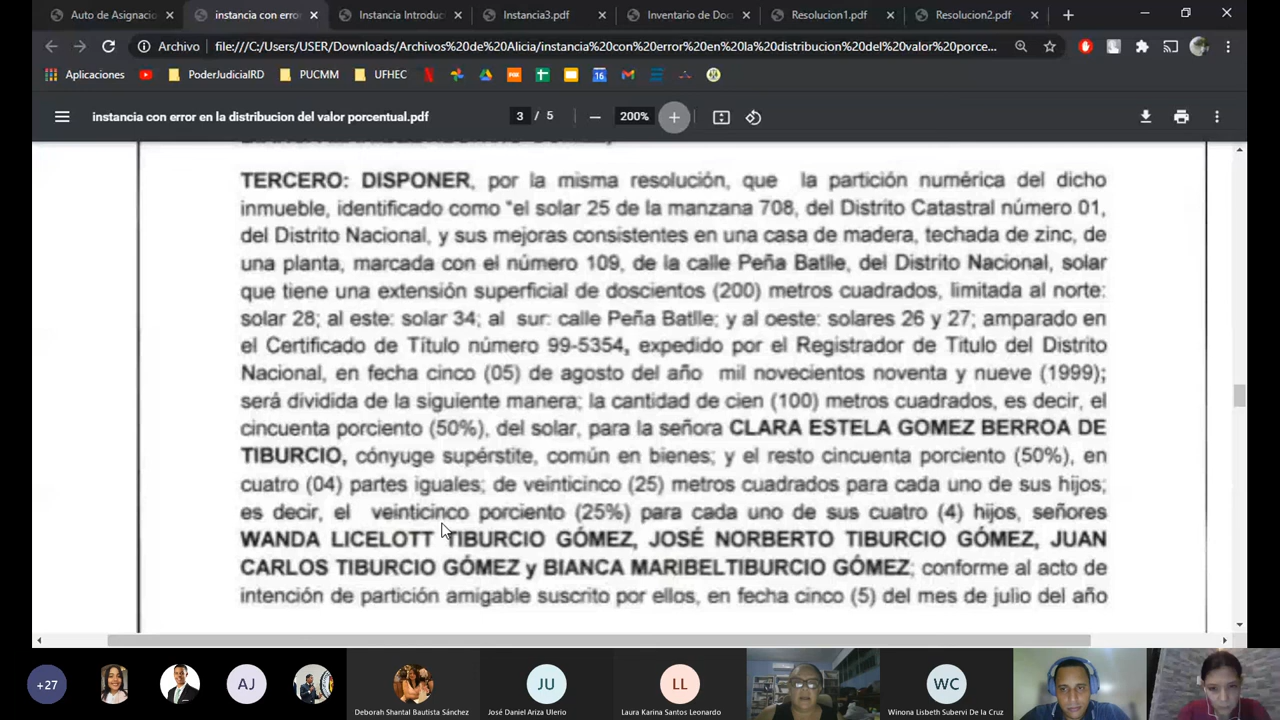 Auto de Asignacio
instancia con error
Instancia Introduc
Instancia3.pdf
Inventario de Doc
Resolucion1.pdf
Resolucion2.pdf
Archivo
file:///C:/Users/USER/Downloads/Archivos%20de%20Alicia/instancia%20con%20error%20en%20la%20distribucion%20del%20valor%20porce...
Aplicaciones
PoderJudicialRD
PUCMM
UFHEC
16
instancia con error en la distribucion del valor porcentual.pdf
3 / 5
200%
TERCERO: DISPONER, por la misma resolución, que la partición numérica del dicho
inmueble, identificado como "el solar 25 de la manzana 708, del Distrito Catastral número 01,
del Distrito Nacional, y sus mejoras consistentes en una casa de madera, techada de zinc, de
una planta, marcada con el número 109, de la calle Peña Batlle, del Distrito Nacional, solar
que tiene una extensión superficial de doscientos (200) metros cuadrados, limitada al norte:
solar 28; al este: solar 34; al sur: calle Peña Batlle; y al oeste: solares 26 y 27; amparado en
el Certificado de Título número 99-5354, expedido por el Registrador de Titulo del Distrito
Nacional, en fecha cinco (05) de agosto del año mil novecientos noventa y nueve (1999);
será dividida de la siguiente manera; la cantidad de cien (100) metros cuadrados, es decir, el
cincuenta porciento (50%), del solar, para la señora CLARA ESTELA GOMEZ BERROA DE
TIBURCIO, cónyuge supérstite, común en bienes; y el resto cincuenta porciento (50%), en
cuatro (04) partes iguales; de veinticinco (25) metros cuadrados para cada uno de sus hijos;
es decir, el veinticinco porciento (25%) para cada uno de sus cuatro (4) hijos, señores
WANDA LICELOTT TIBURCIO GÓMEZ, JOSÉ NORBERTO TIBURCIO GÓMEZ, JUAN
CARLOS TIBURCIO GÓMEZ y BIANCA MARIBELTIBURCIO GÓMEZ; conforme al acto de
intención de partición amigable suscrito por ellos, en fecha cinco (5) del mes de julio del año
+27
AJ
Deborah Shantal Bautista Sánchez
JU
José Daniel Ariza Ulerio
LL
Laura Karina Santos Leonardo
WC
Winona Lisbeth Subervi De la Cruz